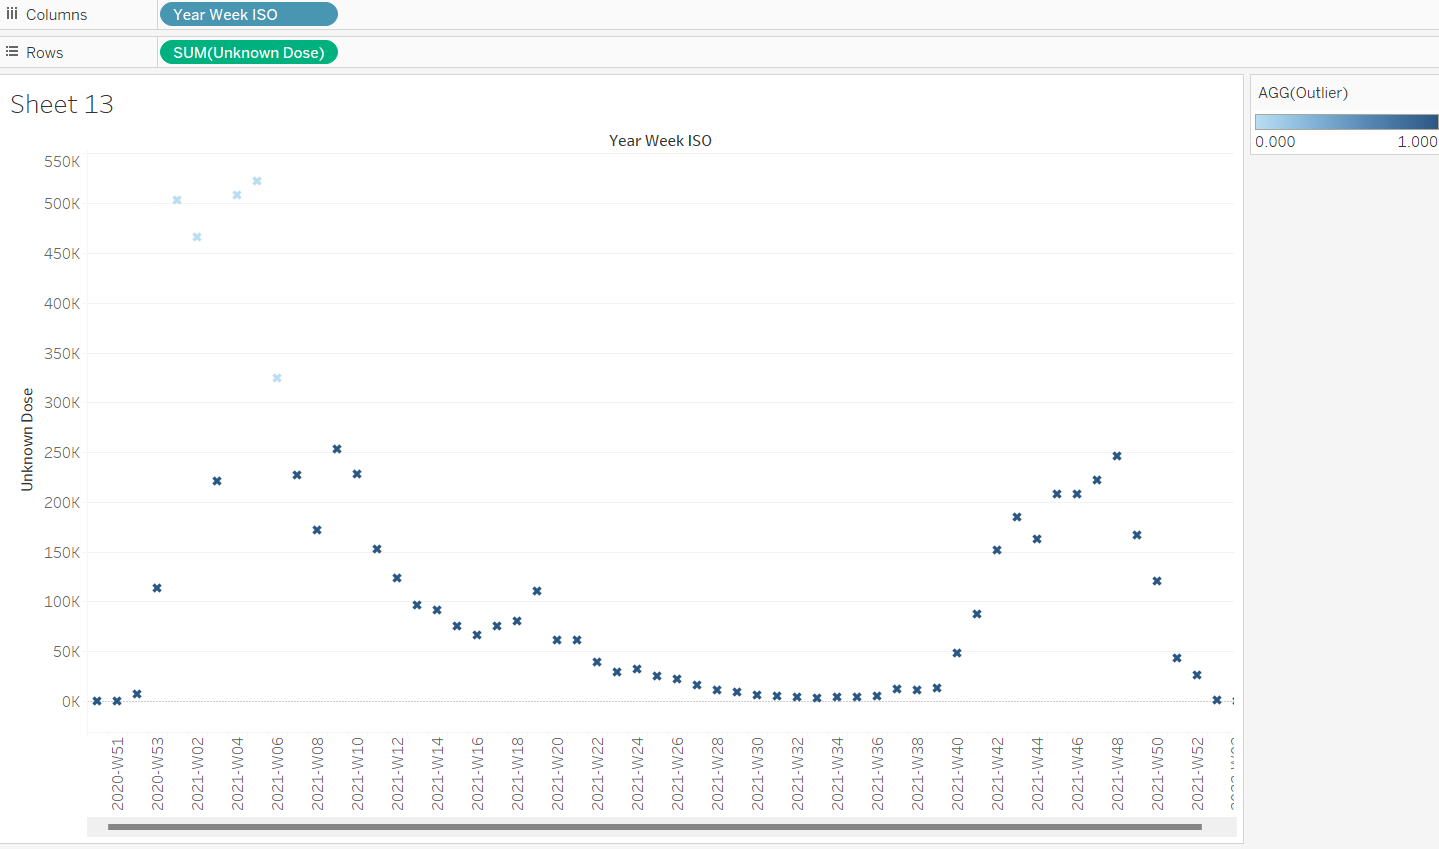 Columns
Year Week ISO
Rows
SUM(Unknown Dose)
Sheet 13
AGG(Outlier)
0.000 1.000
Year Week ISO
Unknown Dose
550K
500K
450K
400K
350K
300K
250K
200K
150K
100K
50K
0K
2020-W51
2020-W53
2021-W02
2021-W04
2021-W06
2021-W08
2021-W10
2021-W12
2021-W14
2021-W16
2021-W18
2021-W20
2021-W22
2021-W24
2021-W26
2021-W28
2021-W30
2021-W32
2021-W34
2021-W36
2021-W38
2021-W40
2021-W42
2021-W44
2021-W46
2021-W48
2021-W50
2021-W52